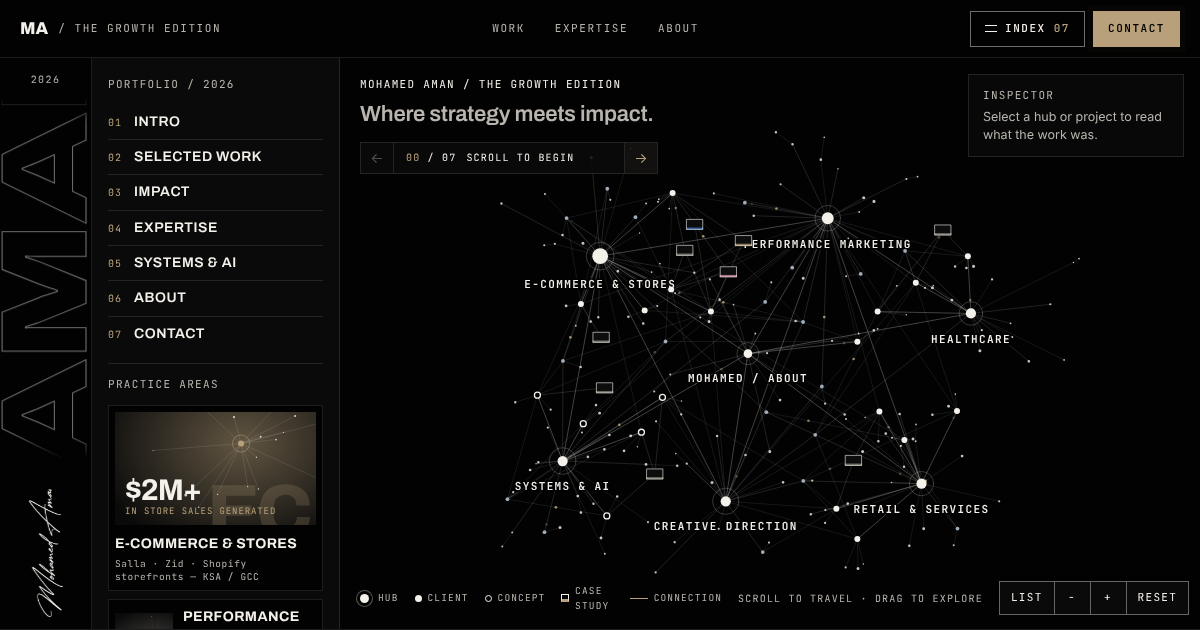 MA / THE GROWTH EDITION
WORK
EXPERTISE
ABOUT
INDEX 07
CONTACT
2026
AMA
Mohamed Ama
PORTFOLIO / 2026
01 INTRO
02 SELECTED WORK
03 IMPACT
04 EXPERTISE
05 SYSTEMS & AI
06 ABOUT
07 CONTACT
PRACTICE AREAS
$2M+
EC
IN STORE SALES GENERATED
E-COMMERCE & STORES
Salla · Zid · Shopify
storefronts — KSA / GCC
PERFORMANCE
MOHAMED AMAN / THE GROWTH EDITION
Where strategy meets impact.
← 00 / 07 SCROLL TO BEGIN →
INSPECTOR
Select a hub or project to read
what the work was.
ERFORMANCE MARKETING
E-COMMERCE & STORES
HEALTHCARE
MOHAMED / ABOUT
SYSTEMS & AI
RETAIL & SERVICES
CREATIVE DIRECTION
HUB
CLIENT
CONCEPT
CASE
STUDY
CONNECTION
SCROLL TO TRAVEL · DRAG TO EXPLORE
LIST
-
+
RESET